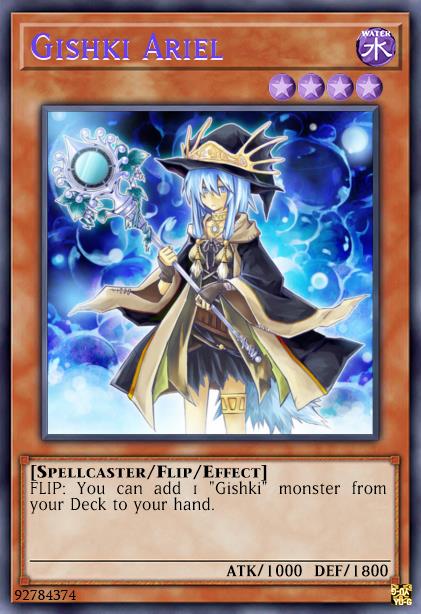 Gishki Ariel
WATER
水
[Spellcaster/Flip/Effect]
FLIP: You can add 1 "Gishki" monster from
your Deck to your hand.
ATK/1000 DEF/1800
92784374